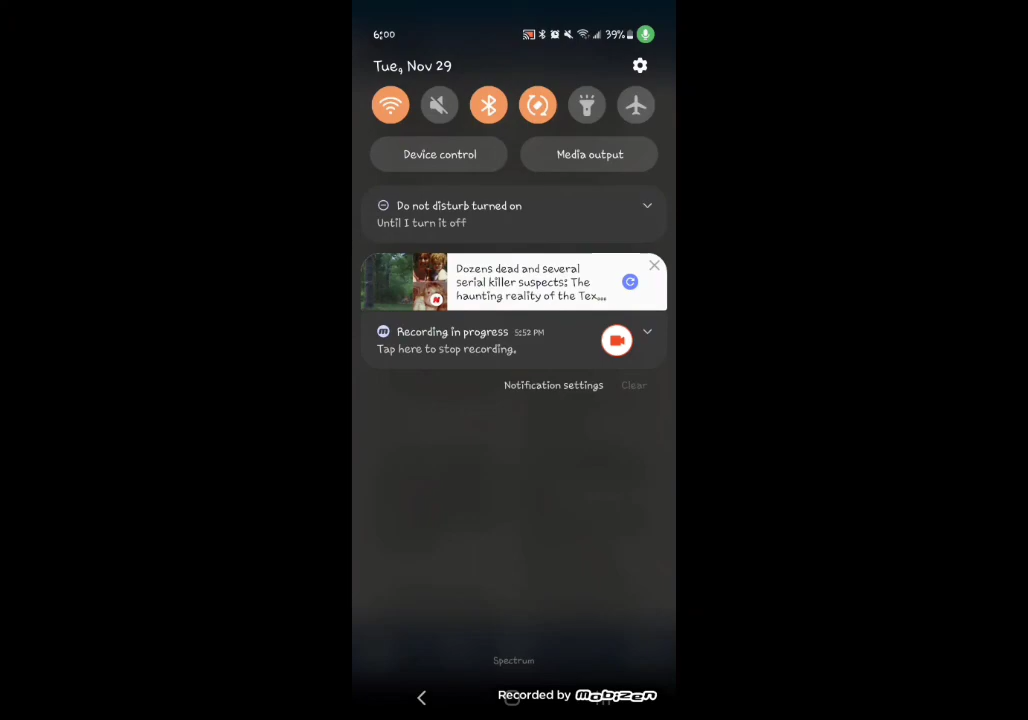 6:00
39%
Tue, Nov 29
Device control
Media output
Do not disturb turned on
Until I turn it off
Dozens dead and several
serial killer suspects: The
haunting reality of the Tex...
Recording in progress 5:52 PM
Tap here to stop recording.
Notification settings
Clear
Spectrum
Recorded by mobizen